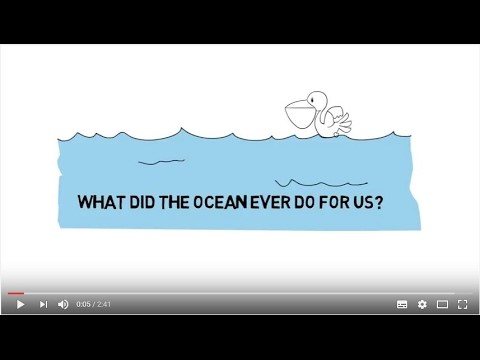 WHAT DID THE OCEAN EVER DO FOR US?
0:05 / 2:41